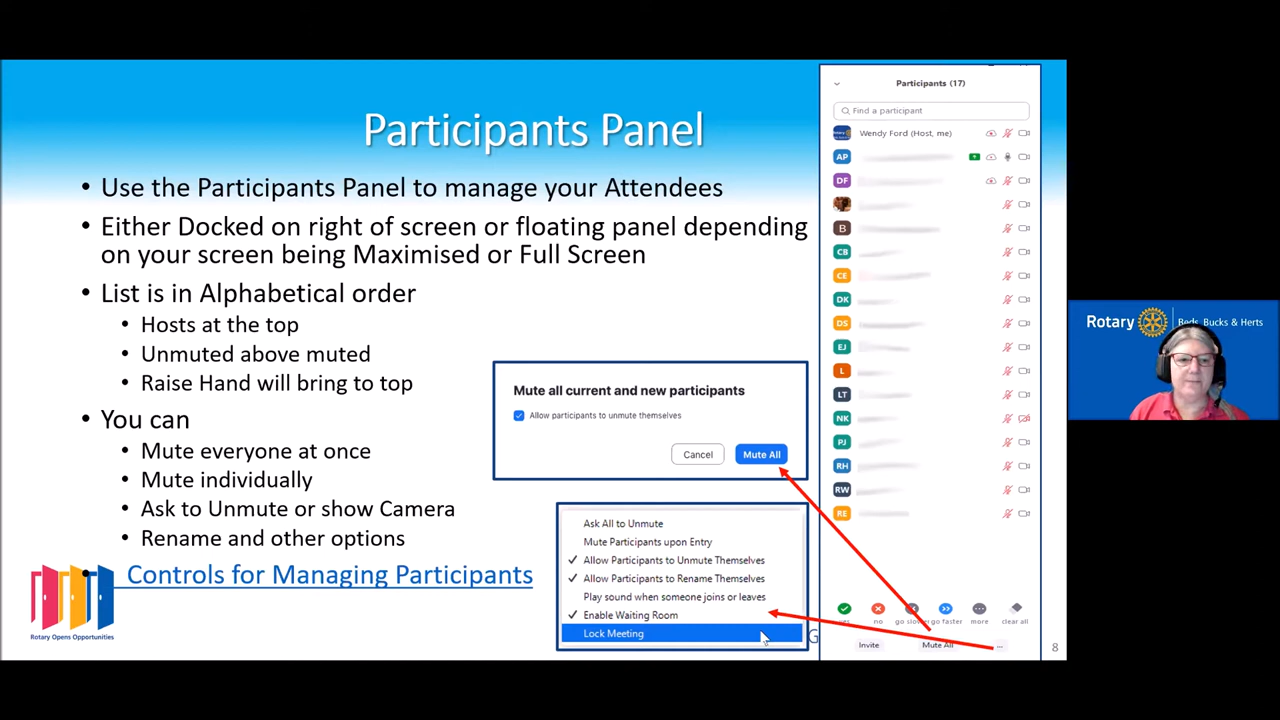 Participants Panel
• Use the Participants Panel to manage your Attendees
• Either Docked on right of screen or floating panel depending
on your screen being Maximised or Full Screen
• List is in Alphabetical order
• Hosts at the top
• Unmuted above muted
• Raise Hand will bring to top
• You can
• Mute everyone at once
• Mute individually
• Ask to Unmute or show Camera
• Rename and other options
• Controls for Managing Participants
Rotary Opens Opportunities
Mute all current and new participants
Allow participants to unmute themselves
Cancel
Mute All
Ask All to Unmute
Mute Participants upon Entry
✓ Allow Participants to Unmute Themselves
✓ Allow Participants to Rename Themselves
Play sound when someone joins or leaves
✓ Enable Waiting Room
Lock Meeting
G
Participants (17)
Find a participant
Wendy Ford (Host, me)
AP
DF
B
CB
CE
DK
DS
EJ
L
LT
NK
PJ
RH
RW
RE
yes
no
go slower
go faster
more
clear all
Invite
Mute All
...
8
Rotary
Beds, Bucks & Herts